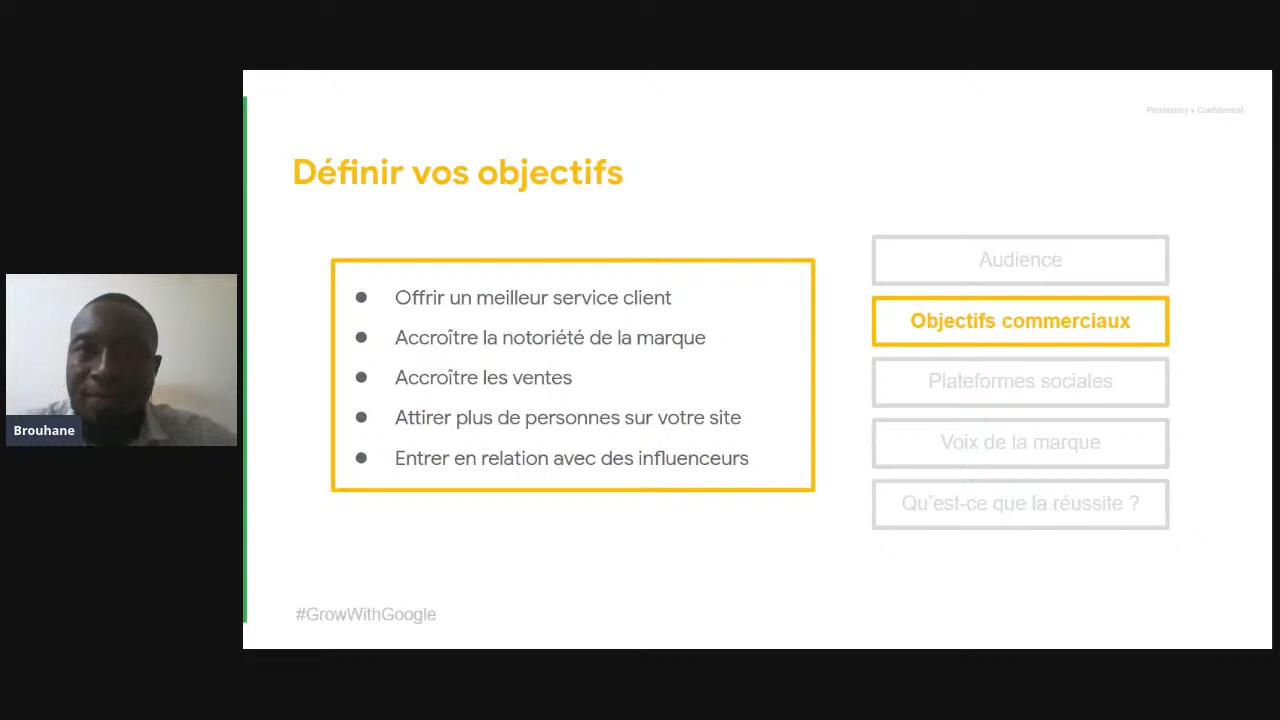 Définir vos objectifs
Offrir un meilleur service client
Accroître la notoriété de la marque
Accroître les ventes
Attirer plus de personnes sur votre site
Entrer en relation avec des influenceurs
Audience
Objectifs commerciaux
Plateformes sociales
Voix de la marque
Qu'est-ce que la réussite ?
#GrowWithGoogle
Brouhane